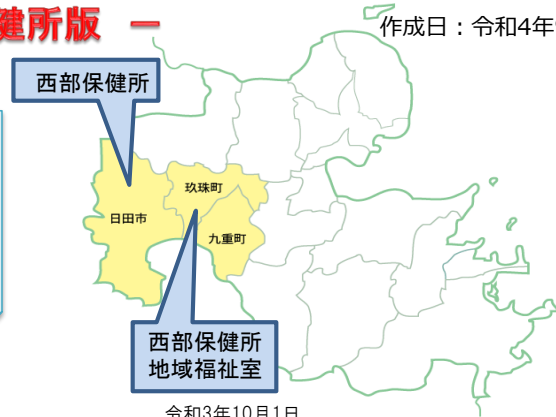 健所版 ー
作成日：令和4年
西部保健所
玖珠町
日田市
九重町
西部保健所
地域福祉室
令和3年10月1日